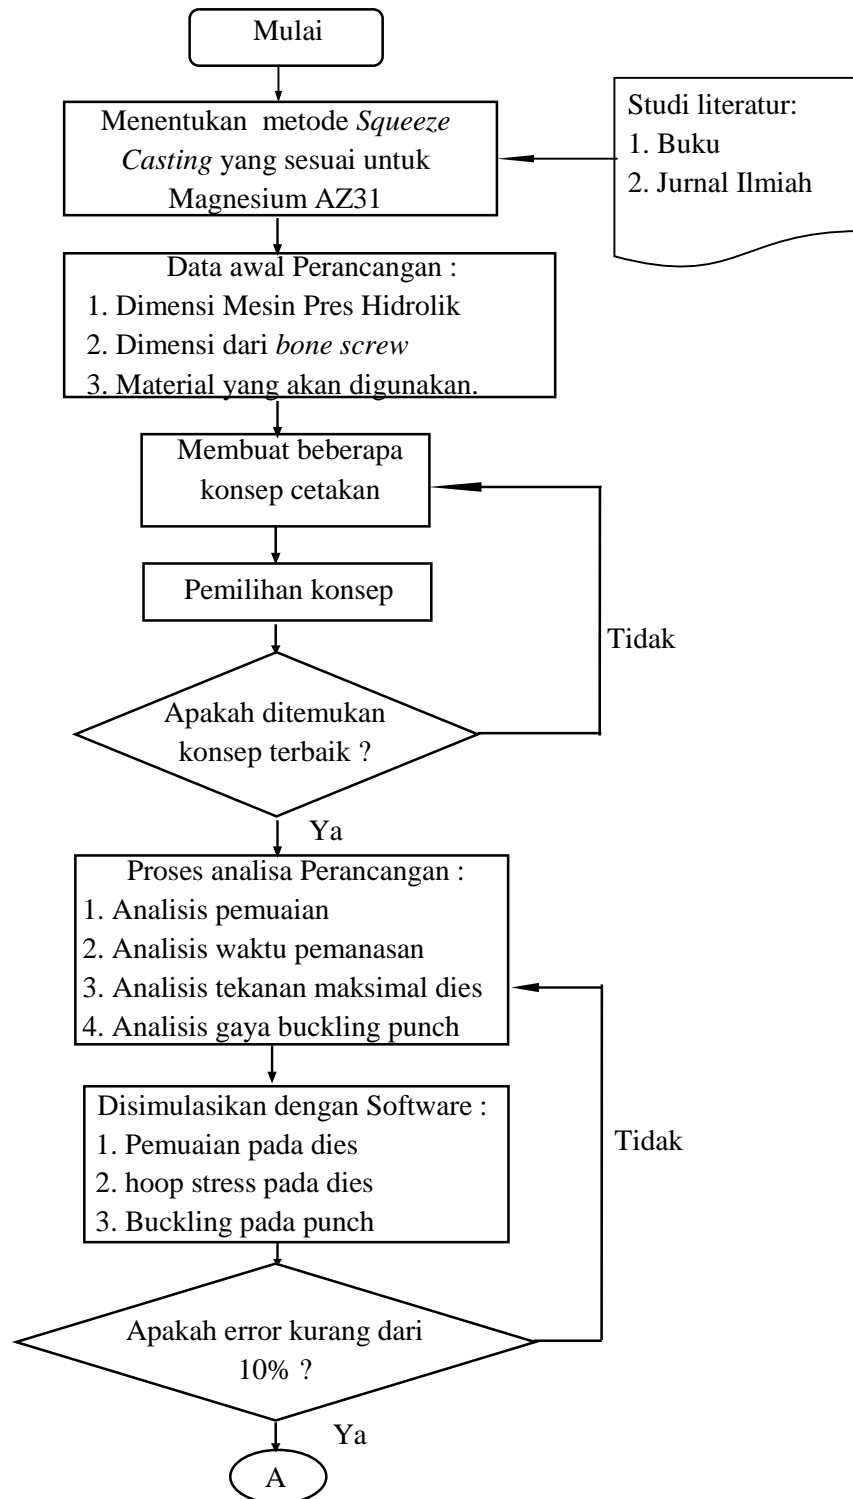 Mulai
Menentukan metode Squeeze
Casting yang sesuai untuk
Magnesium AZ31
Studi literatur:
1. Buku
2. Jurnal Ilmiah
Data awal Perancangan :
1. Dimensi Mesin Pres Hidrolik
2. Dimensi dari bone screw
3. Material yang akan digunakan.
Membuat beberapa
konsep cetakan
Pemilihan konsep
Tidak
Apakah ditemukan
konsep terbaik ?
Ya
Proses analisa Perancangan :
1. Analisis pemuaian
2. Analisis waktu pemanasan
3. Analisis tekanan maksimal dies
4. Analisis gaya buckling punch
Disimulasikan dengan Software :
1. Pemuaian pada dies
2. hoop stress pada dies
3. Buckling pada punch
Tidak
Apakah error kurang dari
10% ?
Ya
A